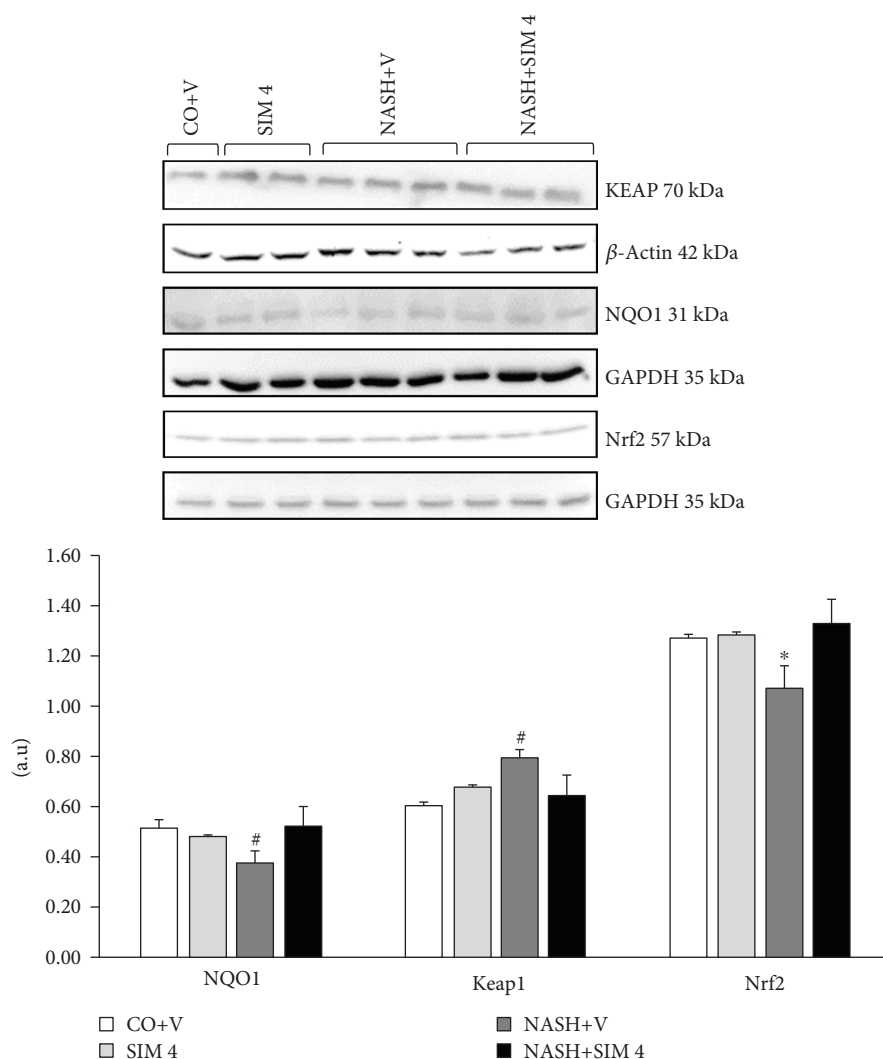 CO+V
SIM 4
NASH+V
NASH+SIM 4
KEAP 70 kDa
β-Actin 42 kDa
NQO1 31 kDa
GAPDH 35 kDa
Nrf2 57 kDa
GAPDH 35 kDa
(a.u)
1.60
1.40
1.20
1.00
0.80
0.60
0.40
0.20
0.00
#
#
*
NQO1
Keap1
Nrf2
CO+V
SIM 4
NASH+V
NASH+SIM 4